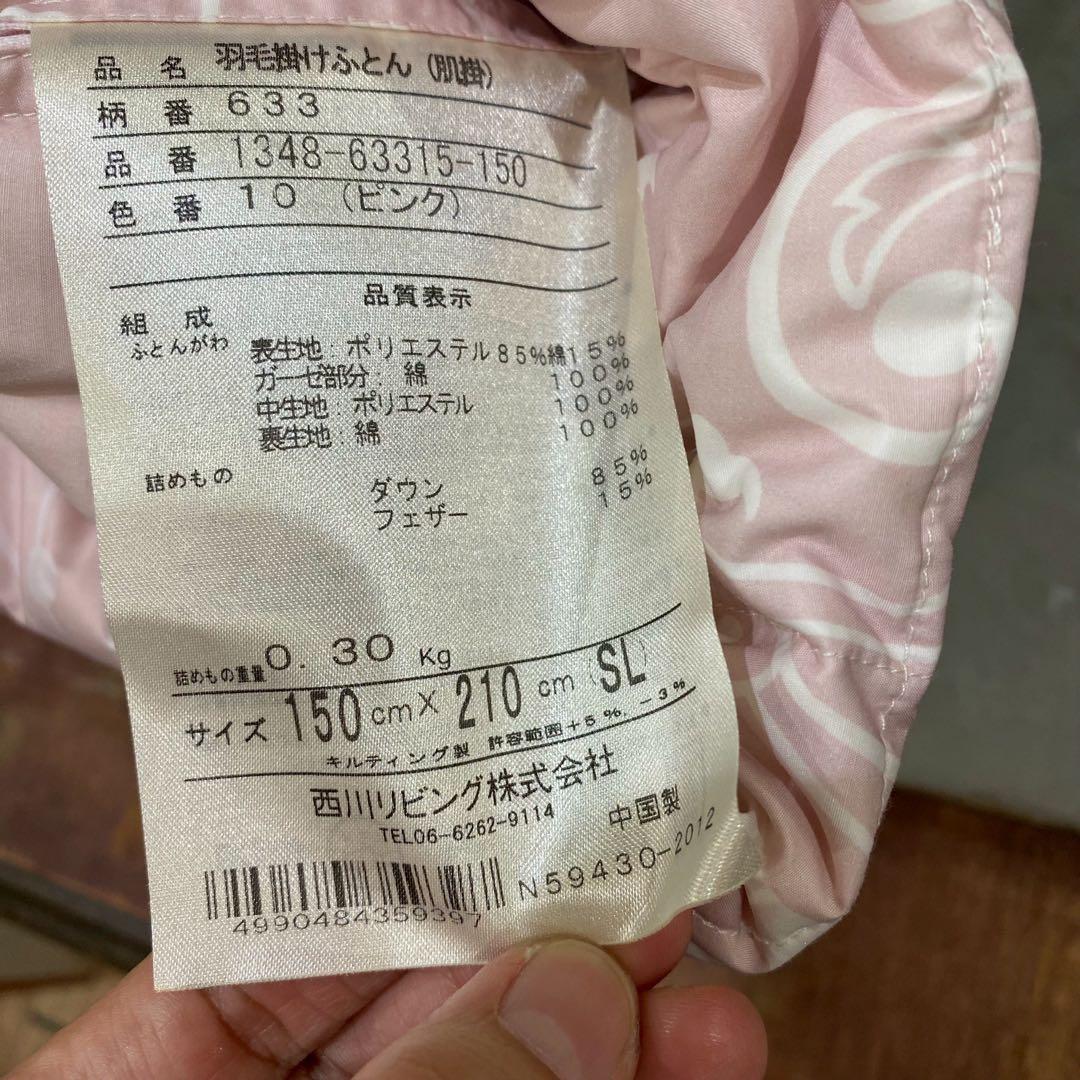 品 名 羽毛掛けふとん (肌掛)
柄 番 633
品 番 1348-63315-150
色 番 10 (ピンク)
品質表示
組 成
ふとんがわ 表生地:ポリエステル85%綿15%
ガーゼ部分:綿 100%
中生地:ポリエステル 100%
裏生地:綿 100%
詰めもの ダウン 85%
フェザー 15%
詰めもの重量 0.30 Kg
サイズ 150cm×210cm (SL)
キルティング製 許容範囲+5%,-3%
西川リビング株式会社
TEL06-6262-9114 中国製
N59430-2012
4990484359397